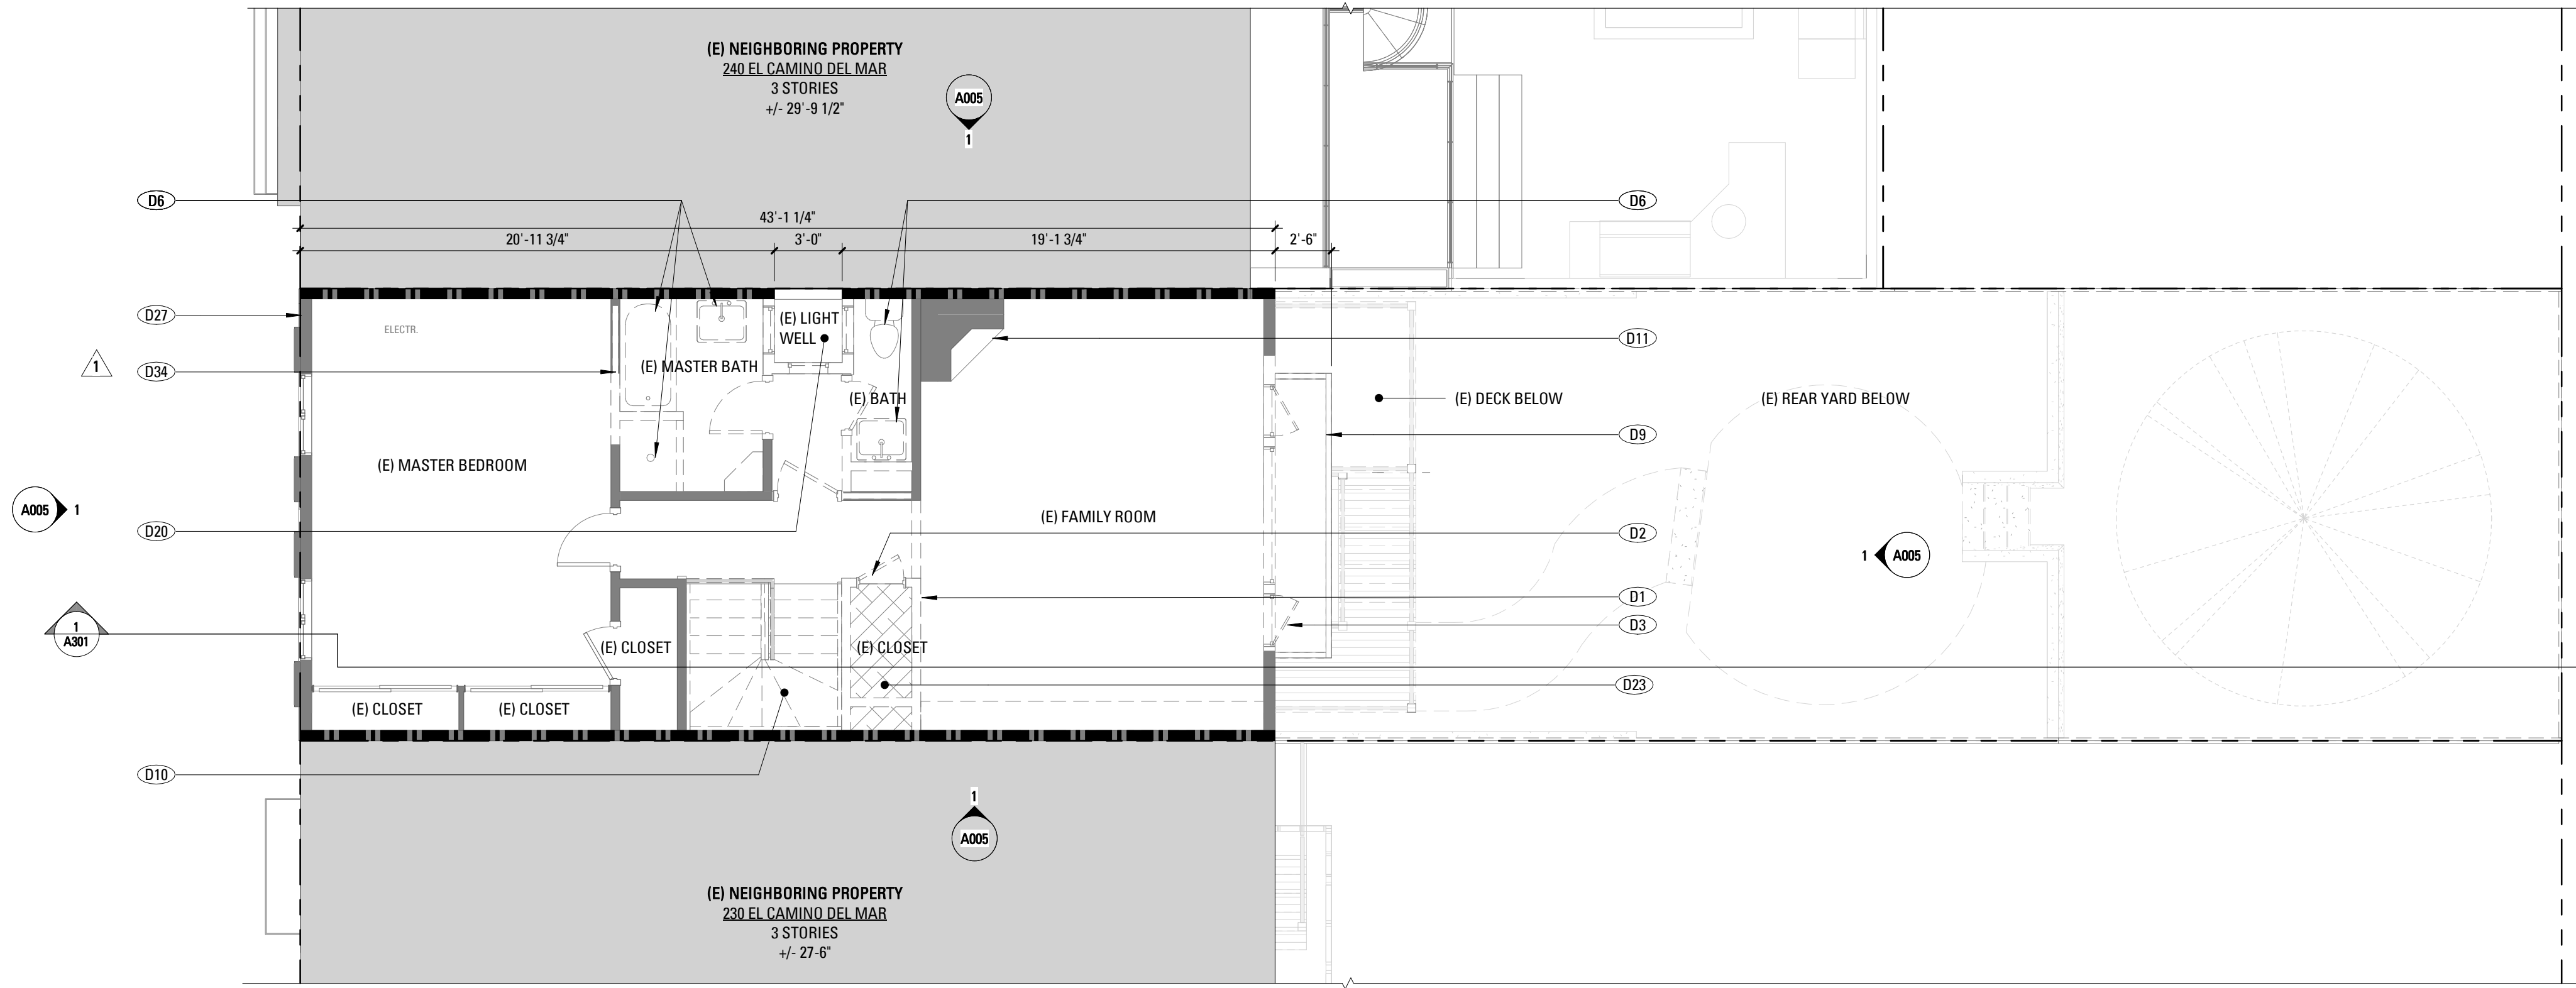 (E) NEIGHBORING PROPERTY
240 EL CAMINO DEL MAR
3 STORIES
+/- 29'-9 1/2"
A005
1
D6
D6
43'-1 1/4"
20'-11 3/4"
3'-0"
19'-1 3/4"
2'-6"
D27
ELECTR.
(E) LIGHT
WELL
D11
1
D34
(E) MASTER BATH
(E) BATH
(E) DECK BELOW
(E) REAR YARD BELOW
D9
(E) MASTER BEDROOM
A005
1
(E) FAMILY ROOM
D20
D2
1
A005
D1
D3
1
A301
(E) CLOSET
(E) CLOSET
D23
(E) CLOSET
(E) CLOSET
D10
1
A005
(E) NEIGHBORING PROPERTY
230 EL CAMINO DEL MAR
3 STORIES
+/- 27-6"